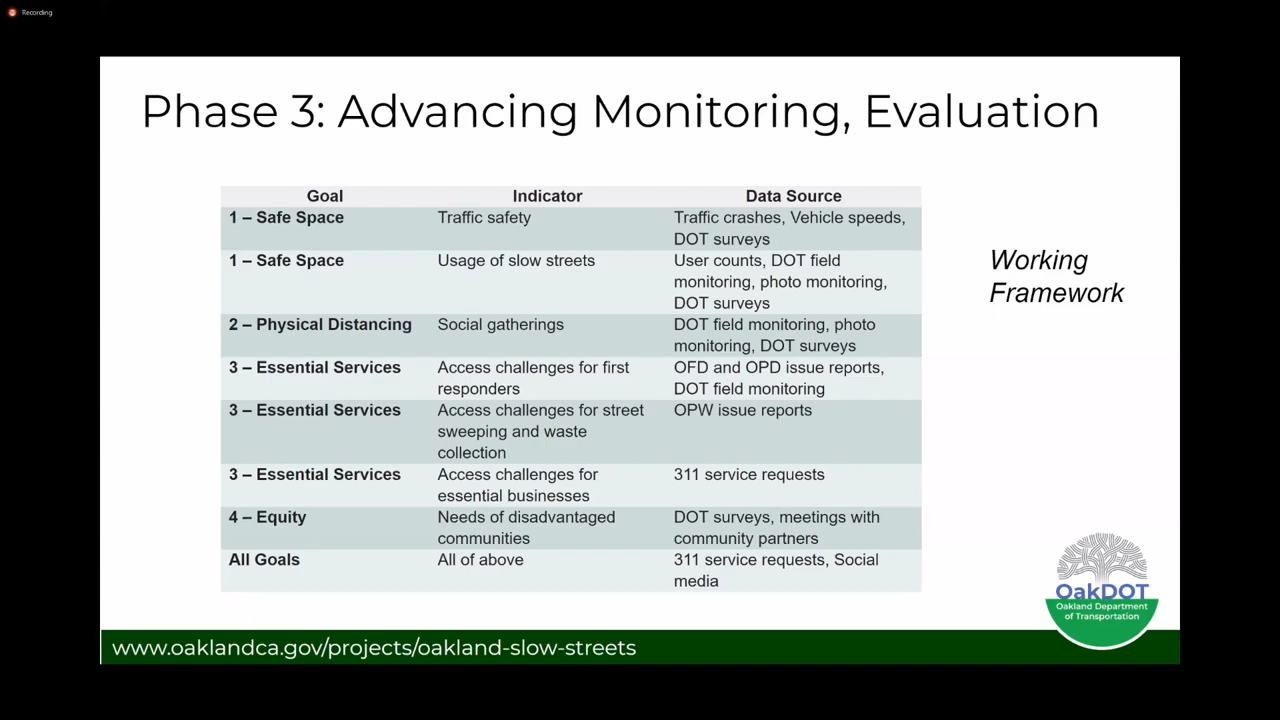 Recording
Phase 3: Advancing Monitoring, Evaluation
Goal Indicator Data Source
1 – Safe Space Traffic safety Traffic crashes, Vehicle speeds,
DOT surveys
1 – Safe Space Usage of slow streets User counts, DOT field
monitoring, photo monitoring,
DOT surveys
2 – Physical Distancing Social gatherings DOT field monitoring, photo
monitoring, DOT surveys
3 – Essential Services Access challenges for first OFD and OPD issue reports,
responders DOT field monitoring
3 – Essential Services Access challenges for street OPW issue reports
sweeping and waste
collection
3 – Essential Services Access challenges for 311 service requests
essential businesses
4 – Equity Needs of disadvantaged DOT surveys, meetings with
communities community partners
All Goals All of above 311 service requests, Social
media
Working
Framework
OakDOT
Oakland Department
of Transportation
www.oaklandca.gov/projects/oakland-slow-streets